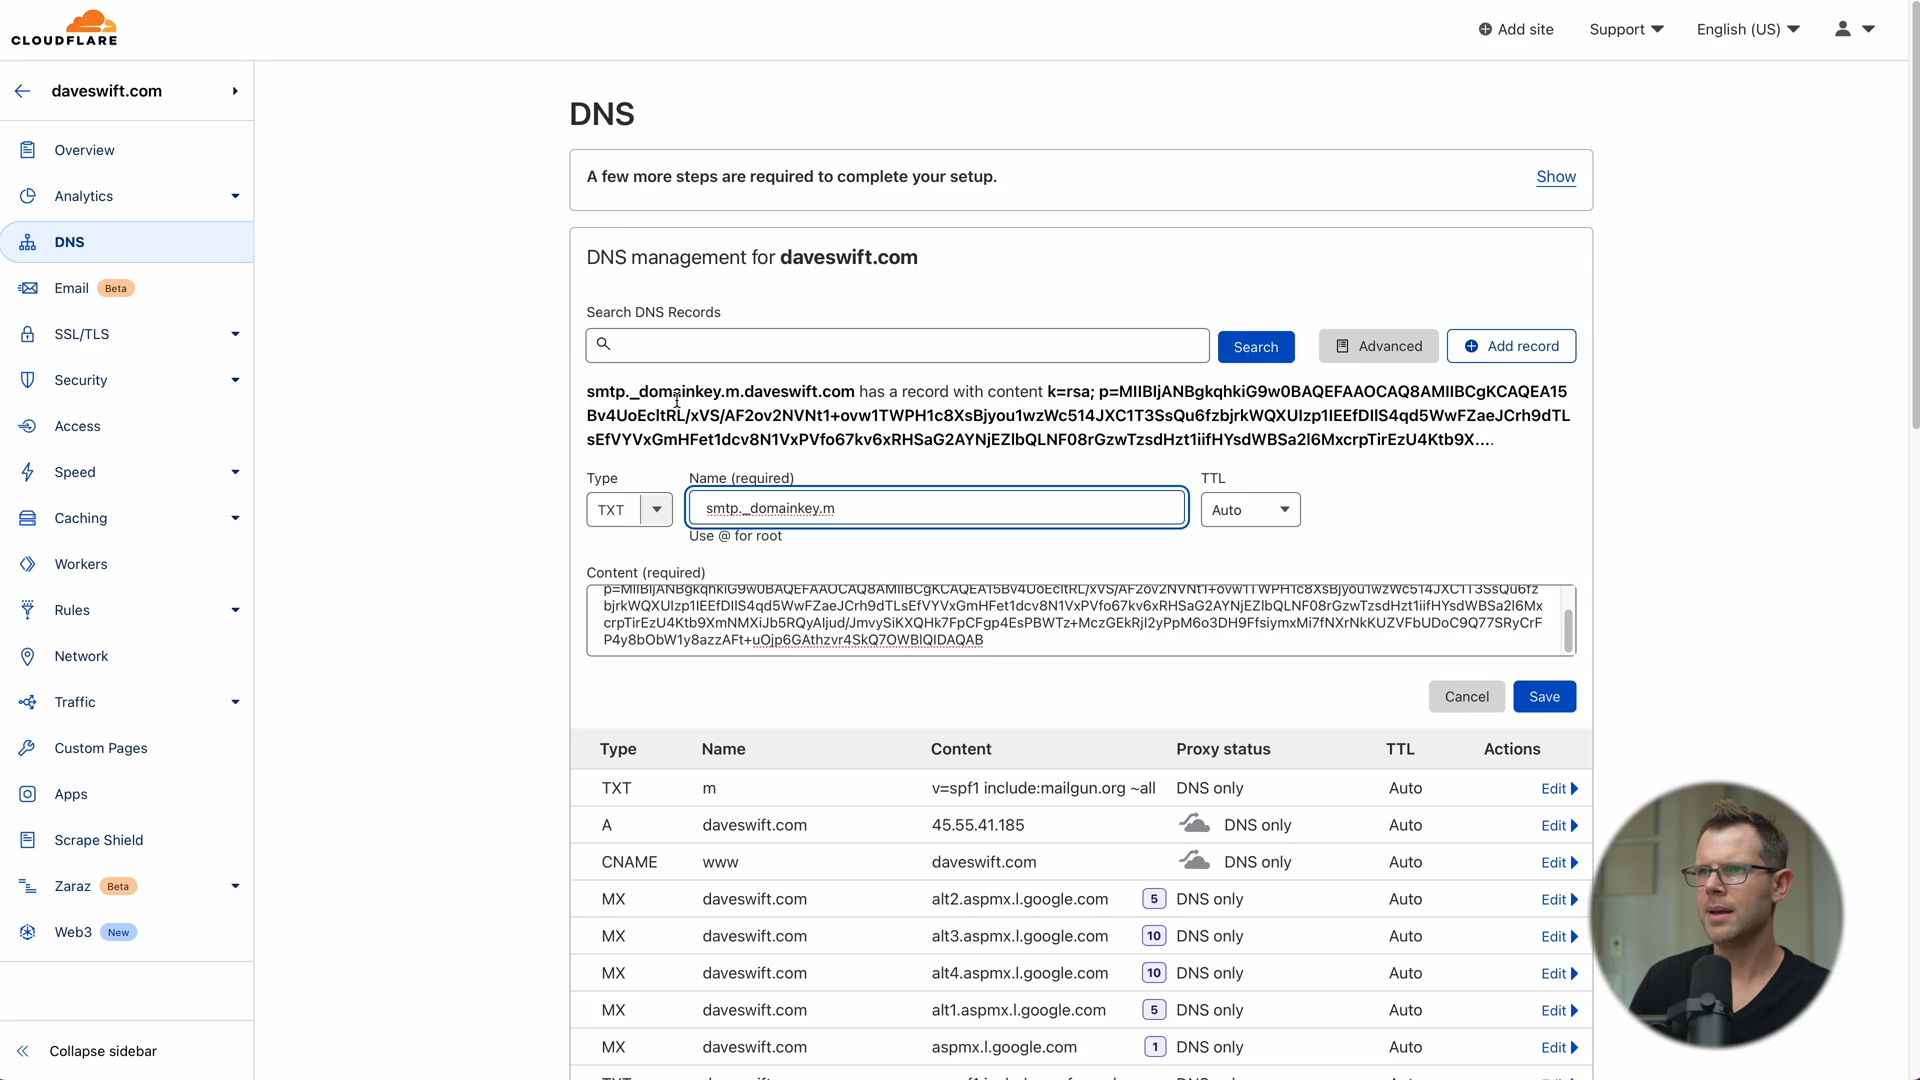 CLOUDFLARE
Add site
Support
English (US)
daveswift.com
Overview
Analytics
DNS
Email Beta
SSL/TLS
Security
Access
Speed
Caching
Workers
Rules
Network
Traffic
Custom Pages
Apps
Scrape Shield
Zaraz Beta
Web3 New
Collapse sidebar
DNS
A few more steps are required to complete your setup.
Show
DNS management for daveswift.com
Search DNS Records
Search
Advanced
Add record
smtp._domainkey.m.daveswift.com has a record with content k=rsa; p=MIIBIjANBgkqhkiG9w0BAQEFAAOCAQ8AMIIBCgKCAQEA15
Bv4UoEcltRL/xVS/AF2ov2NVNt1+ovw1TWPH1c8XsBjyou1wzWc514JXC1T3SsQu6fzbjrkWQXUIzp1IEEfDIlS4qd5WwFZaeJCrh9dTL
sEfVYVxGmHFet1dcv8N1VxPVfo67kv6xRHSaG2AYNjEZlbQLNF08rGzwTzsdHzt1iifHYsdWBSa2l6MxcrpTirEzU4Ktb9X....
Type
Name (required)
TTL
TXT
smtp._domainkey.m
Auto
Use @ for root
Content (required)
p=MIIBIjANBgkqhkiG9w0BAQEFAAOCAQ8AMIIBCgKCAQEA15Bv4UoEcltRL/xVS/AF2ov2NVNt1+ovw1TWPH1c8XsBjyou1wzWc514JXC1T3SsQu6fz
bjrkWQXUIzp1IEEfDIlS4qd5WwFZaeJCrh9dTLsEfVYVxGmHFet1dcv8N1VxPVfo67kv6xRHSaG2AYNjEZlbQLNF08rGzwTzsdHzt1iifHYsdWBSa2l6Mx
crpTirEzU4Ktb9XmNMXiJb5RQyAljud/JmvySiKXQHk7FpCFgp4EsPBWTz+MczGEkRjI2yPpM6o3DH9FfsiymxMi7fNXrNkKUZVFbUDoC9Q77SRyCrF
P4y8bObW1y8azzAFt+uOjp6GAthzvr4SkQ7OWBlQIDAQAB
Cancel
Save
Type Name Content Proxy status TTL Actions
TXT m v=spf1 include:mailgun.org ~all DNS only Auto Edit
A daveswift.com 45.55.41.185 DNS only Auto Edit
CNAME www daveswift.com DNS only Auto Edit
MX daveswift.com alt2.aspmx.l.google.com 5 DNS only Auto Edit
MX daveswift.com alt3.aspmx.l.google.com 10 DNS only Auto Edit
MX daveswift.com alt4.aspmx.l.google.com 10 DNS only Auto Edit
MX daveswift.com alt1.aspmx.l.google.com 5 DNS only Auto Edit
MX daveswift.com aspmx.l.google.com 1 DNS only Auto Edit